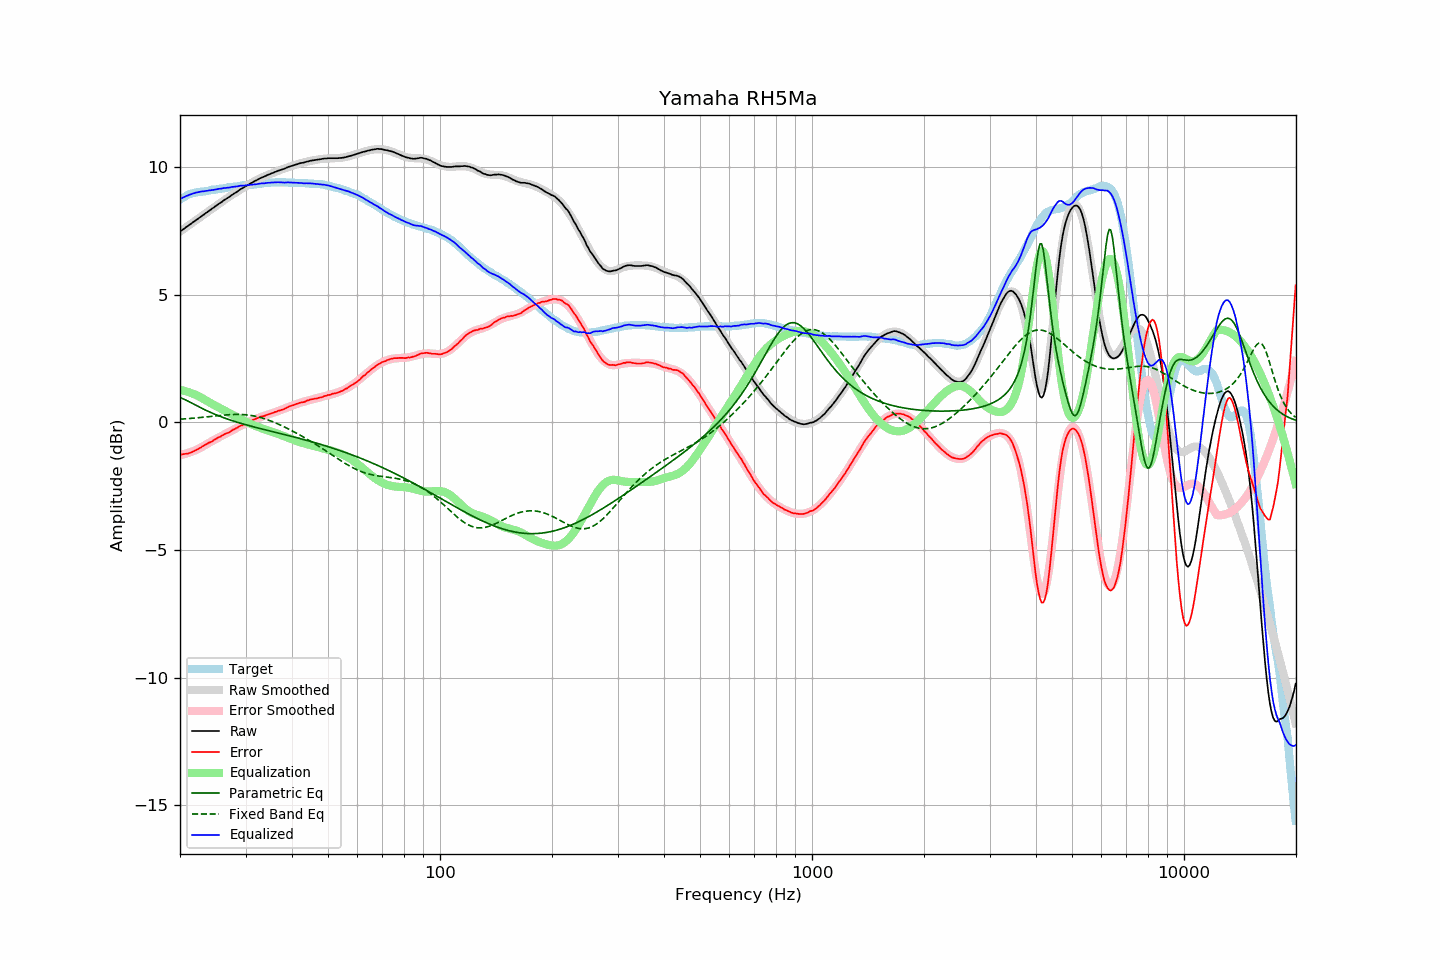 Yamaha RH5Ma
10
5
0
−5
−10
−15
Amplitude (dBr)
Target
Raw Smoothed
Error Smoothed
Raw
Error
Equalization
Parametric Eq
Fixed Band Eq
Equalized
100
1000
10000
Frequency (Hz)